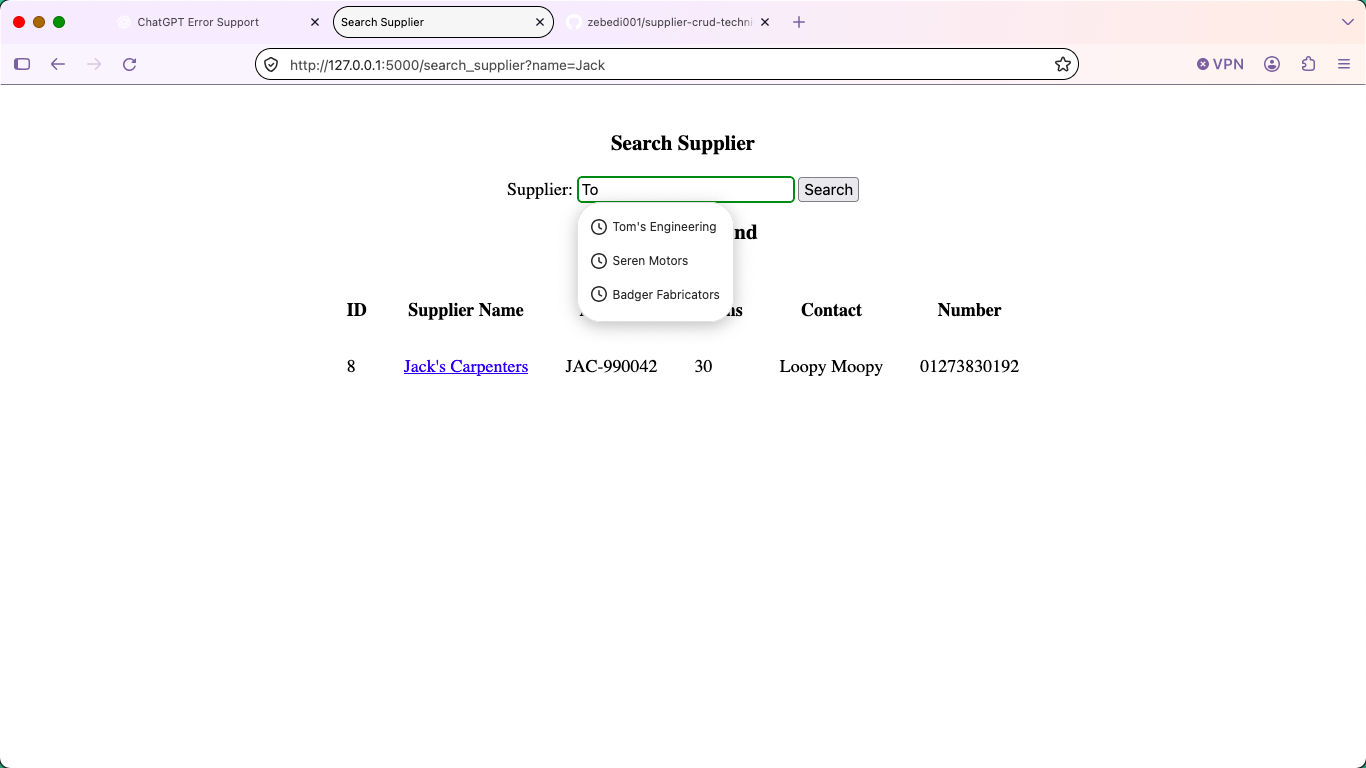 ChatGPT Error Support
Search Supplier
zebedi001/supplier-crud-techni
http://127.0.0.1:5000/search_supplier?name=Jack
VPN
Search Supplier
Supplier: To Search
Tom's Engineering
Seren Motors
Badger Fabricators
ID Supplier Name Contact Number
8 Jack's Carpenters JAC-990042 30 Loopy Moopy 01273830192